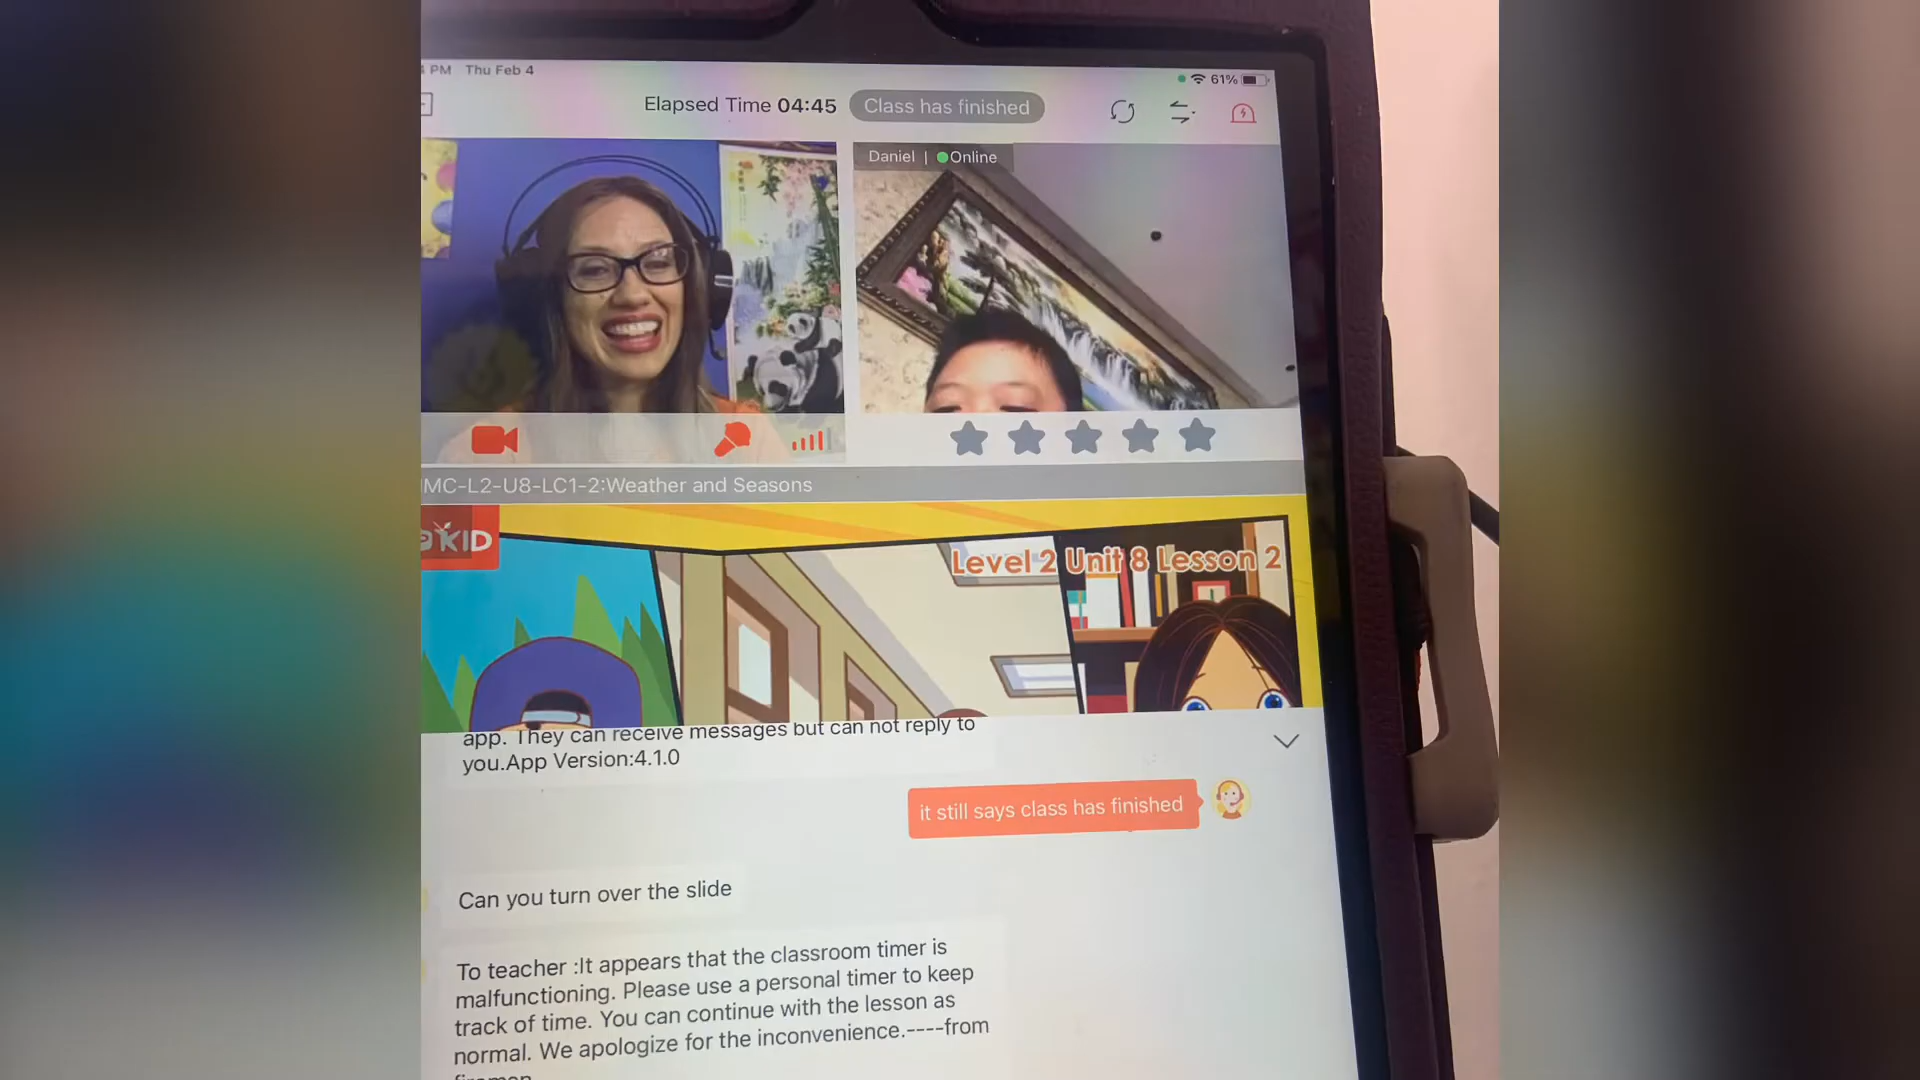 PM Thu Feb 4
61%
Elapsed Time 04:45 Class has finished
Daniel | Online
MC-L2-U8-LC1-2:Weather and Seasons
KID
Level 2 Unit 8 Lesson 2
app. They can receive messages but can not reply to
you.App Version:4.1.0
it still says class has finished
Can you turn over the slide
To teacher :It appears that the classroom timer is
malfunctioning. Please use a personal timer to keep
track of time. You can continue with the lesson as
normal. We apologize for the inconvenience.----from